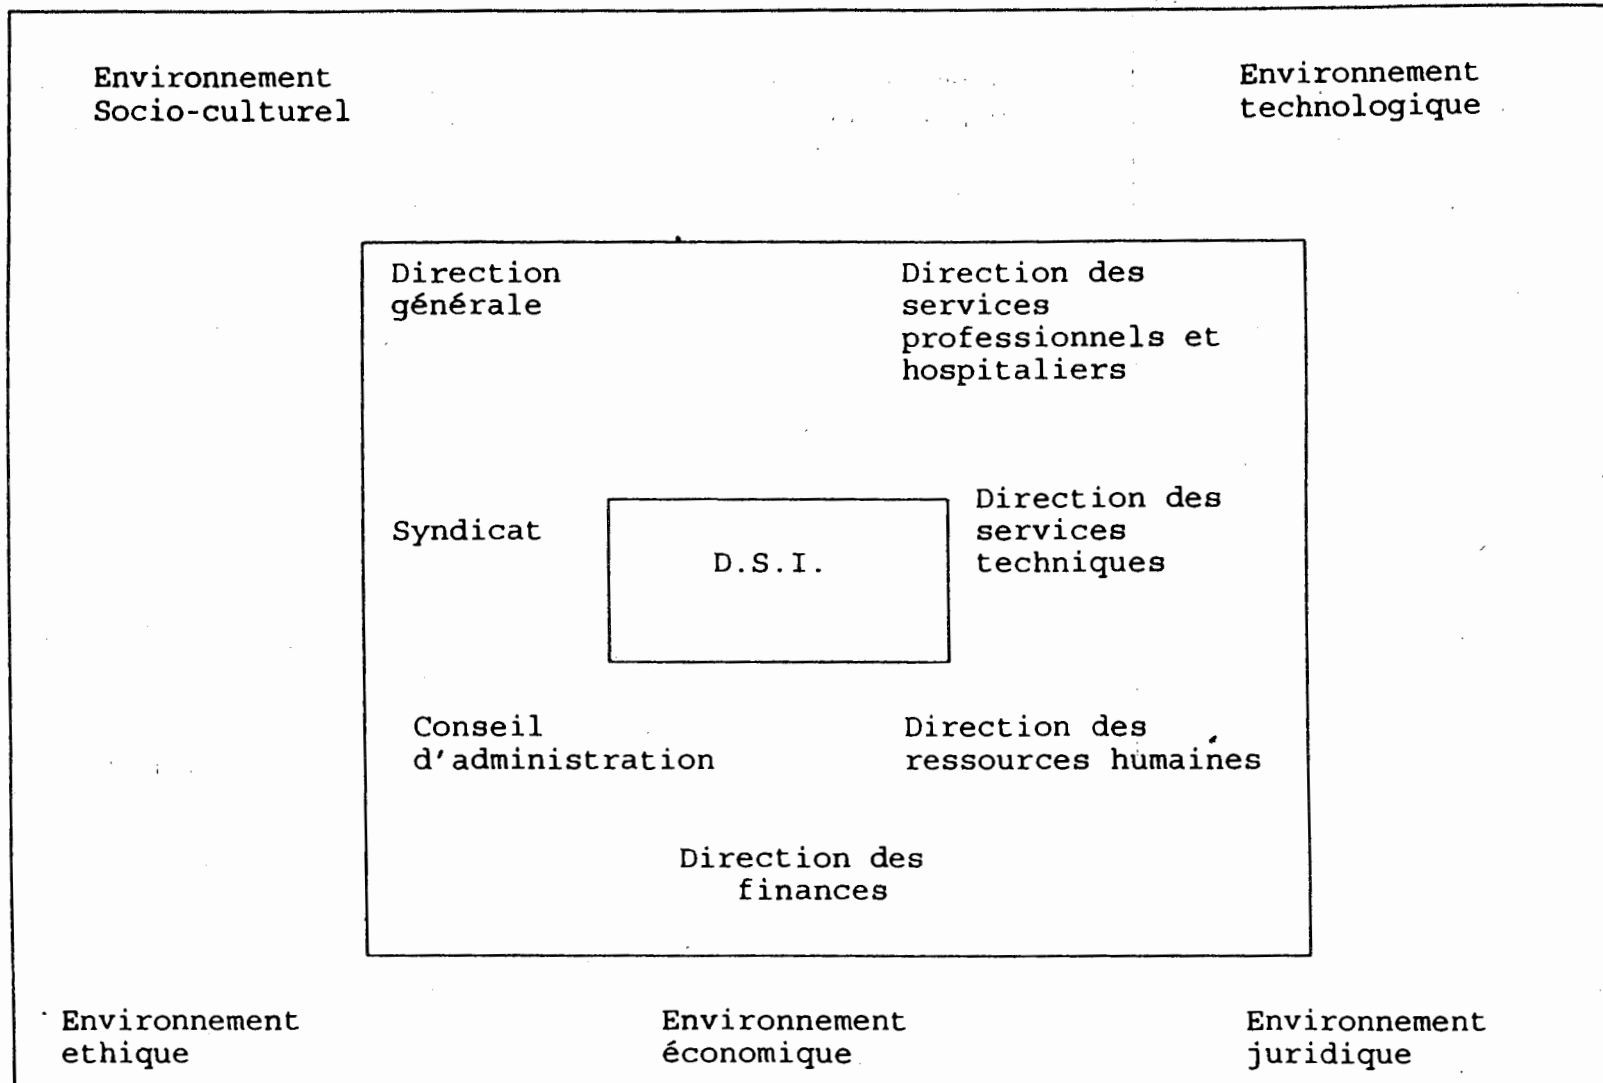 Environnement
Socio-culturel
Environnement
technologique
Direction
générale
Direction des
services
professionnels et
hospitaliers
Syndicat
D.S.I.
Direction des
services
techniques
Conseil
d'administration
Direction des
ressources humaines
Direction des
finances
Environnement
ethique
Environnement
économique
Environnement
juridique